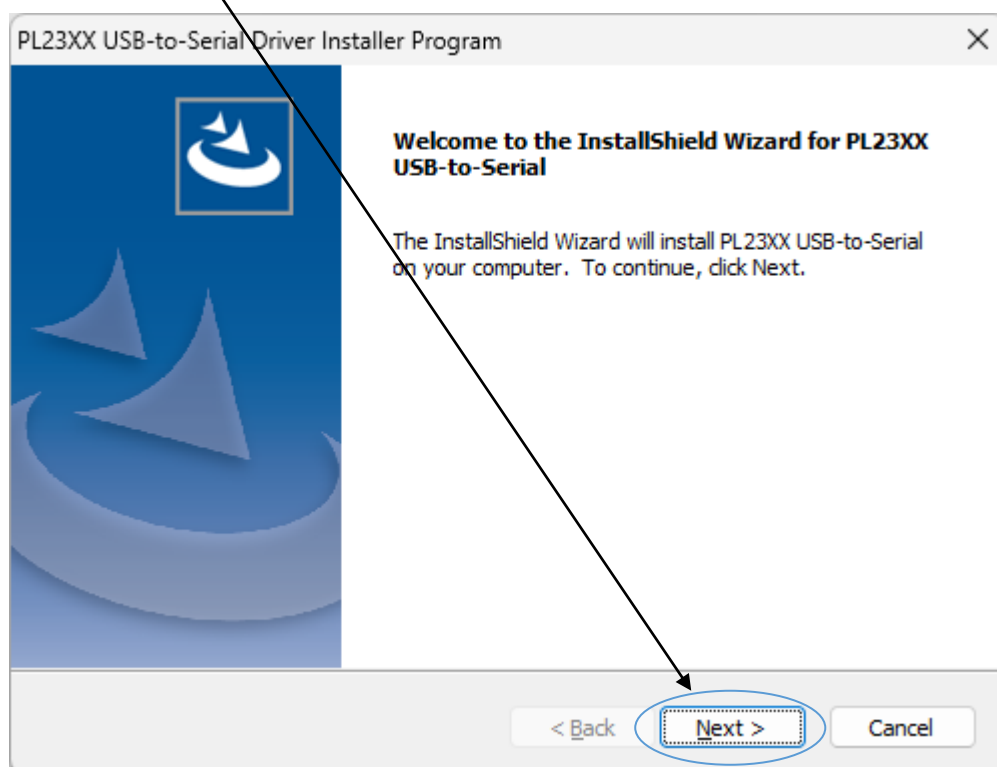 PL23XX USB-to-Serial Driver Installer Program
Welcome to the InstallShield Wizard for PL23XX
USB-to-Serial
The InstallShield Wizard will install PL23XX USB-to-Serial
on your computer.  To continue, click Next.
< Back
Next >
Cancel